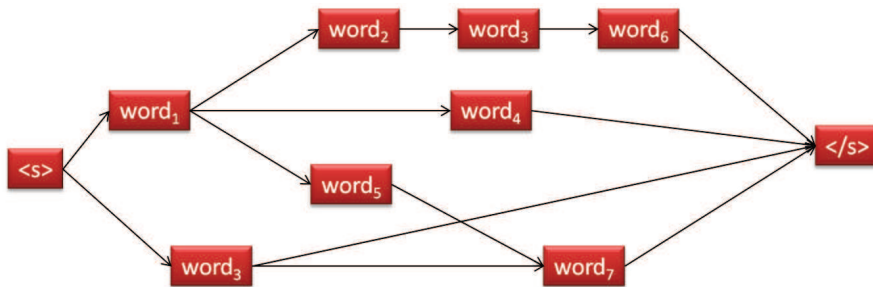 word₂ word₃ word₆
word₁ word₄
</s>
<s> word₅
word₃ word₇